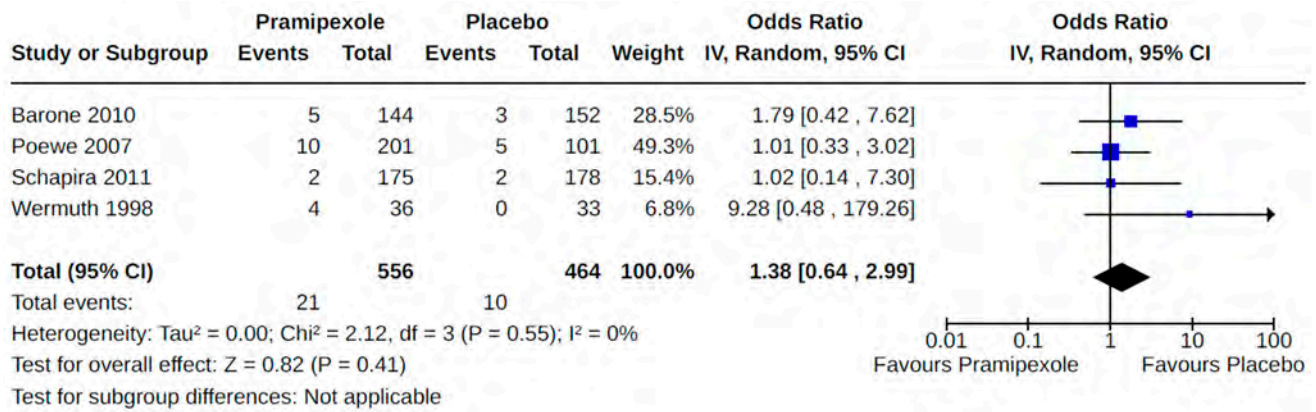 Pramipexole Placebo Odds Ratio Odds Ratio
Study or Subgroup Events Total Events Total Weight IV, Random, 95% CI IV, Random, 95% CI
Barone 2010 5 144 3 152 28.5% 1.79 [0.42 , 7.62]
Poewe 2007 10 201 5 101 49.3% 1.01 [0.33 , 3.02]
Schapira 2011 2 175 2 178 15.4% 1.02 [0.14 , 7.30]
Wermuth 1998 4 36 0 33 6.8% 9.28 [0.48 , 179.26]
Total (95% CI) 556 464 100.0% 1.38 [0.64 , 2.99]
Total events: 21 10
Heterogeneity: Tau² = 0.00; Chi² = 2.12, df = 3 (P = 0.55); I² = 0%
Test for overall effect: Z = 0.82 (P = 0.41)
Test for subgroup differences: Not applicable
0.01 0.1 1 10 100
Favours Pramipexole Favours Placebo